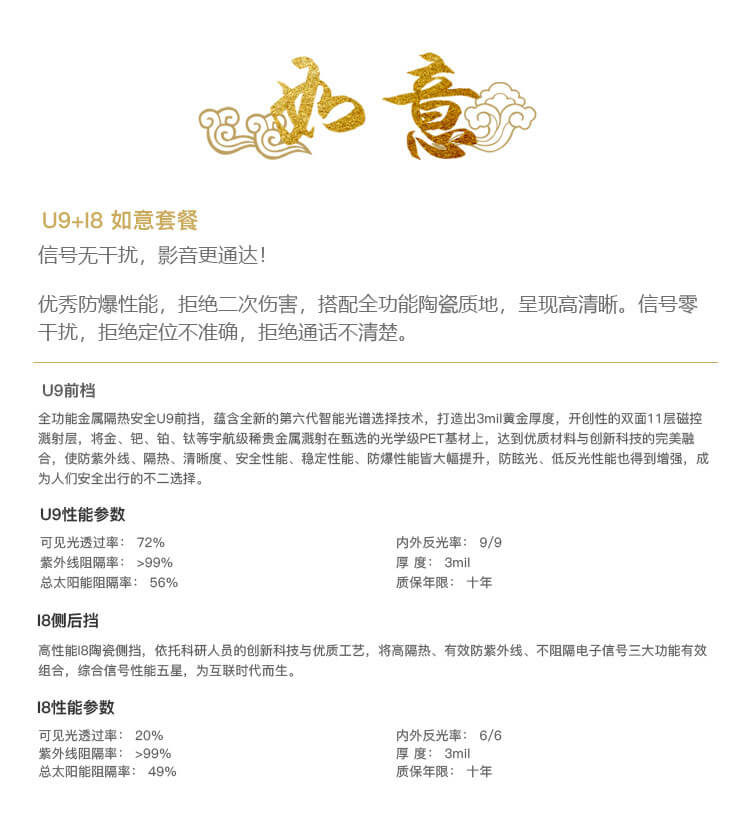 如意
U9+I8 如意套餐
信号无干扰，影音更通达！
优秀防爆性能，拒绝二次伤害，搭配全功能陶瓷质地，呈现高清晰。信号零
干扰，拒绝定位不准确，拒绝通话不清楚。
U9前档
全功能金属隔热安全U9前挡，蕴含全新的第六代智能光谱选择技术，打造出3mil黄金厚度，开创性的双面11层磁控
溅射层，将金、钯、铂、钛等宇航级稀贵金属溅射在甄选的光学级PET基材上，达到优质材料与创新科技的完美融
合，使防紫外线、隔热、清晰度、安全性能、稳定性能、防爆性能皆大幅提升，防眩光、低反光性能也得到增强，成
为人们安全出行的不二选择。
U9性能参数
可见光透过率： 72% 内外反光率： 9/9
紫外线阻隔率： >99% 厚 度： 3mil
总太阳能阻隔率： 56% 质保年限： 十年
I8侧后挡
高性能I8陶瓷侧挡，依托科研人员的创新科技与优质工艺，将高隔热、有效防紫外线、不阻隔电子信号三大功能有效
组合，综合信号性能五星，为互联时代而生。
I8性能参数
可见光透过率： 20% 内外反光率： 6/6
紫外线阻隔率： >99% 厚 度： 3mil
总太阳能阻隔率： 49% 质保年限： 十年